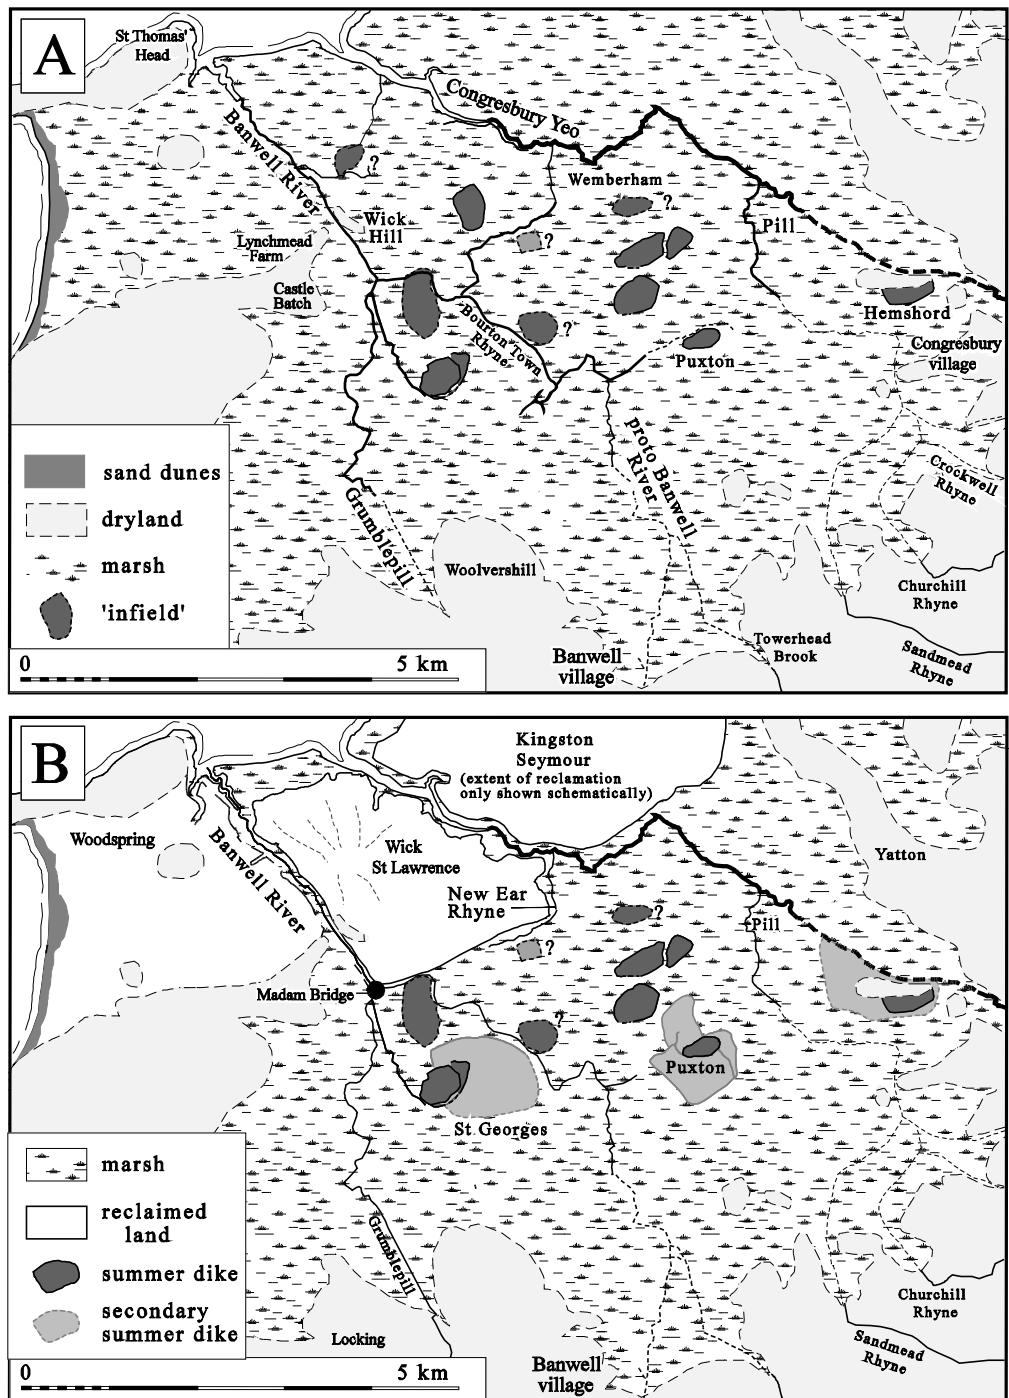 A
St Thomas'
Head
Congresbury Yeo
Banwell River
?
Wemberham
?
Wick
Hill
Pill
Lynchmead
Farm
?
Castle
Batch
Hemshord
Bourton Town
Rhyne
?
Puxton
Congresbury
village
proto Banwell
River
Crockwell
Rhyne
sand dunes
dryland
marsh
'infield'
Grumblepill
Woolvershill
Churchill
Rhyne
Towerhead
Brook
Sandmead
Rhyne
Banwell
village
0
5 km
B
Kingston
Seymour
(extent of reclamation
only shown schematically)
Woodspring
Banwell River
Wick
St Lawrence
Yatton
New Ear
Rhyne
?
Pill
?
Madam Bridge
?
Puxton
St Georges
marsh
reclaimed
land
summer dike
secondary
summer dike
Grumblepill
Locking
Churchill
Rhyne
Sandmead
Rhyne
Banwell
village
0
5 km